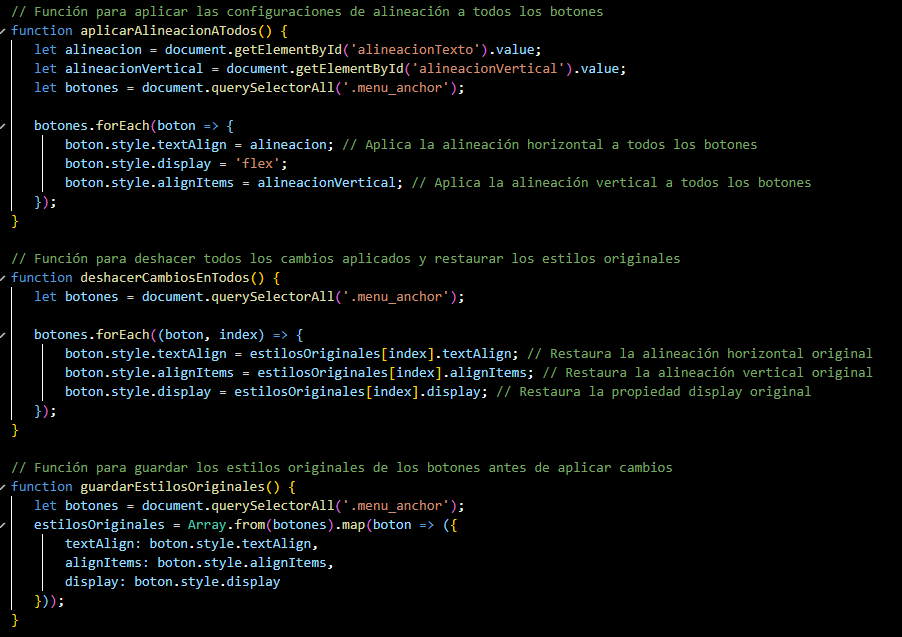 // Función para aplicar las configuraciones de alineación a todos los botones
function aplicarAlineacionATodos() {
let alineacion = document.getElementById('alineacionTexto').value;
let alineacionVertical = document.getElementById('alineacionVertical').value;
let botones = document.querySelectorAll('.menu_anchor');
botones.forEach(boton => {
boton.style.textAlign = alineacion; // Aplica la alineación horizontal a todos los botones
boton.style.display = 'flex';
boton.style.alignItems = alineacionVertical; // Aplica la alineación vertical a todos los botones
});
}
// Función para deshacer todos los cambios aplicados y restaurar los estilos originales
function deshacerCambiosEnTodos() {
let botones = document.querySelectorAll('.menu_anchor');
botones.forEach((boton, index) => {
boton.style.textAlign = estilosOriginales[index].textAlign; // Restaura la alineación horizontal original
boton.style.alignItems = estilosOriginales[index].alignItems; // Restaura la alineación vertical original
boton.style.display = estilosOriginales[index].display; // Restaura la propiedad display original
});
}
// Función para guardar los estilos originales de los botones antes de aplicar cambios
function guardarEstilosOriginales() {
let botones = document.querySelectorAll('.menu_anchor');
estilosOriginales = Array.from(botones).map(boton => ({
textAlign: boton.style.textAlign,
alignItems: boton.style.alignItems,
display: boton.style.display
}));
}